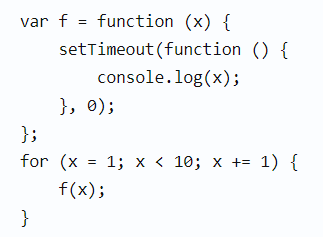 var f = function (x) {
    setTimeout(function () {
        console.log(x);
    }, 0);
};
for (x = 1; x < 10; x += 1) {
    f(x);
}